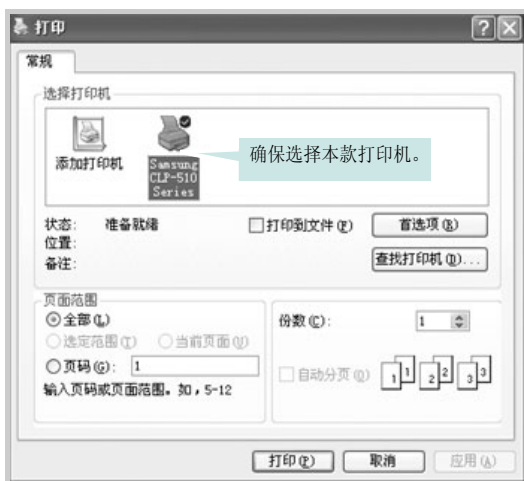 打印
常规
选择打印机
添加打印机
Samsung
CLP-510
Series
确保选择本款打印机。
状态: 准备就绪
位置:
备注:
打印到文件(F)
首选项(R)
查找打印机(D)...
页面范围
全部(L)
选定范围(T) 当前页面(U)
页码(G): 1
输入页码或页面范围。如，5-12
份数(C): 1
自动分页(O)
1 1 2 2 3 3
打印(P) 取消 应用(A)